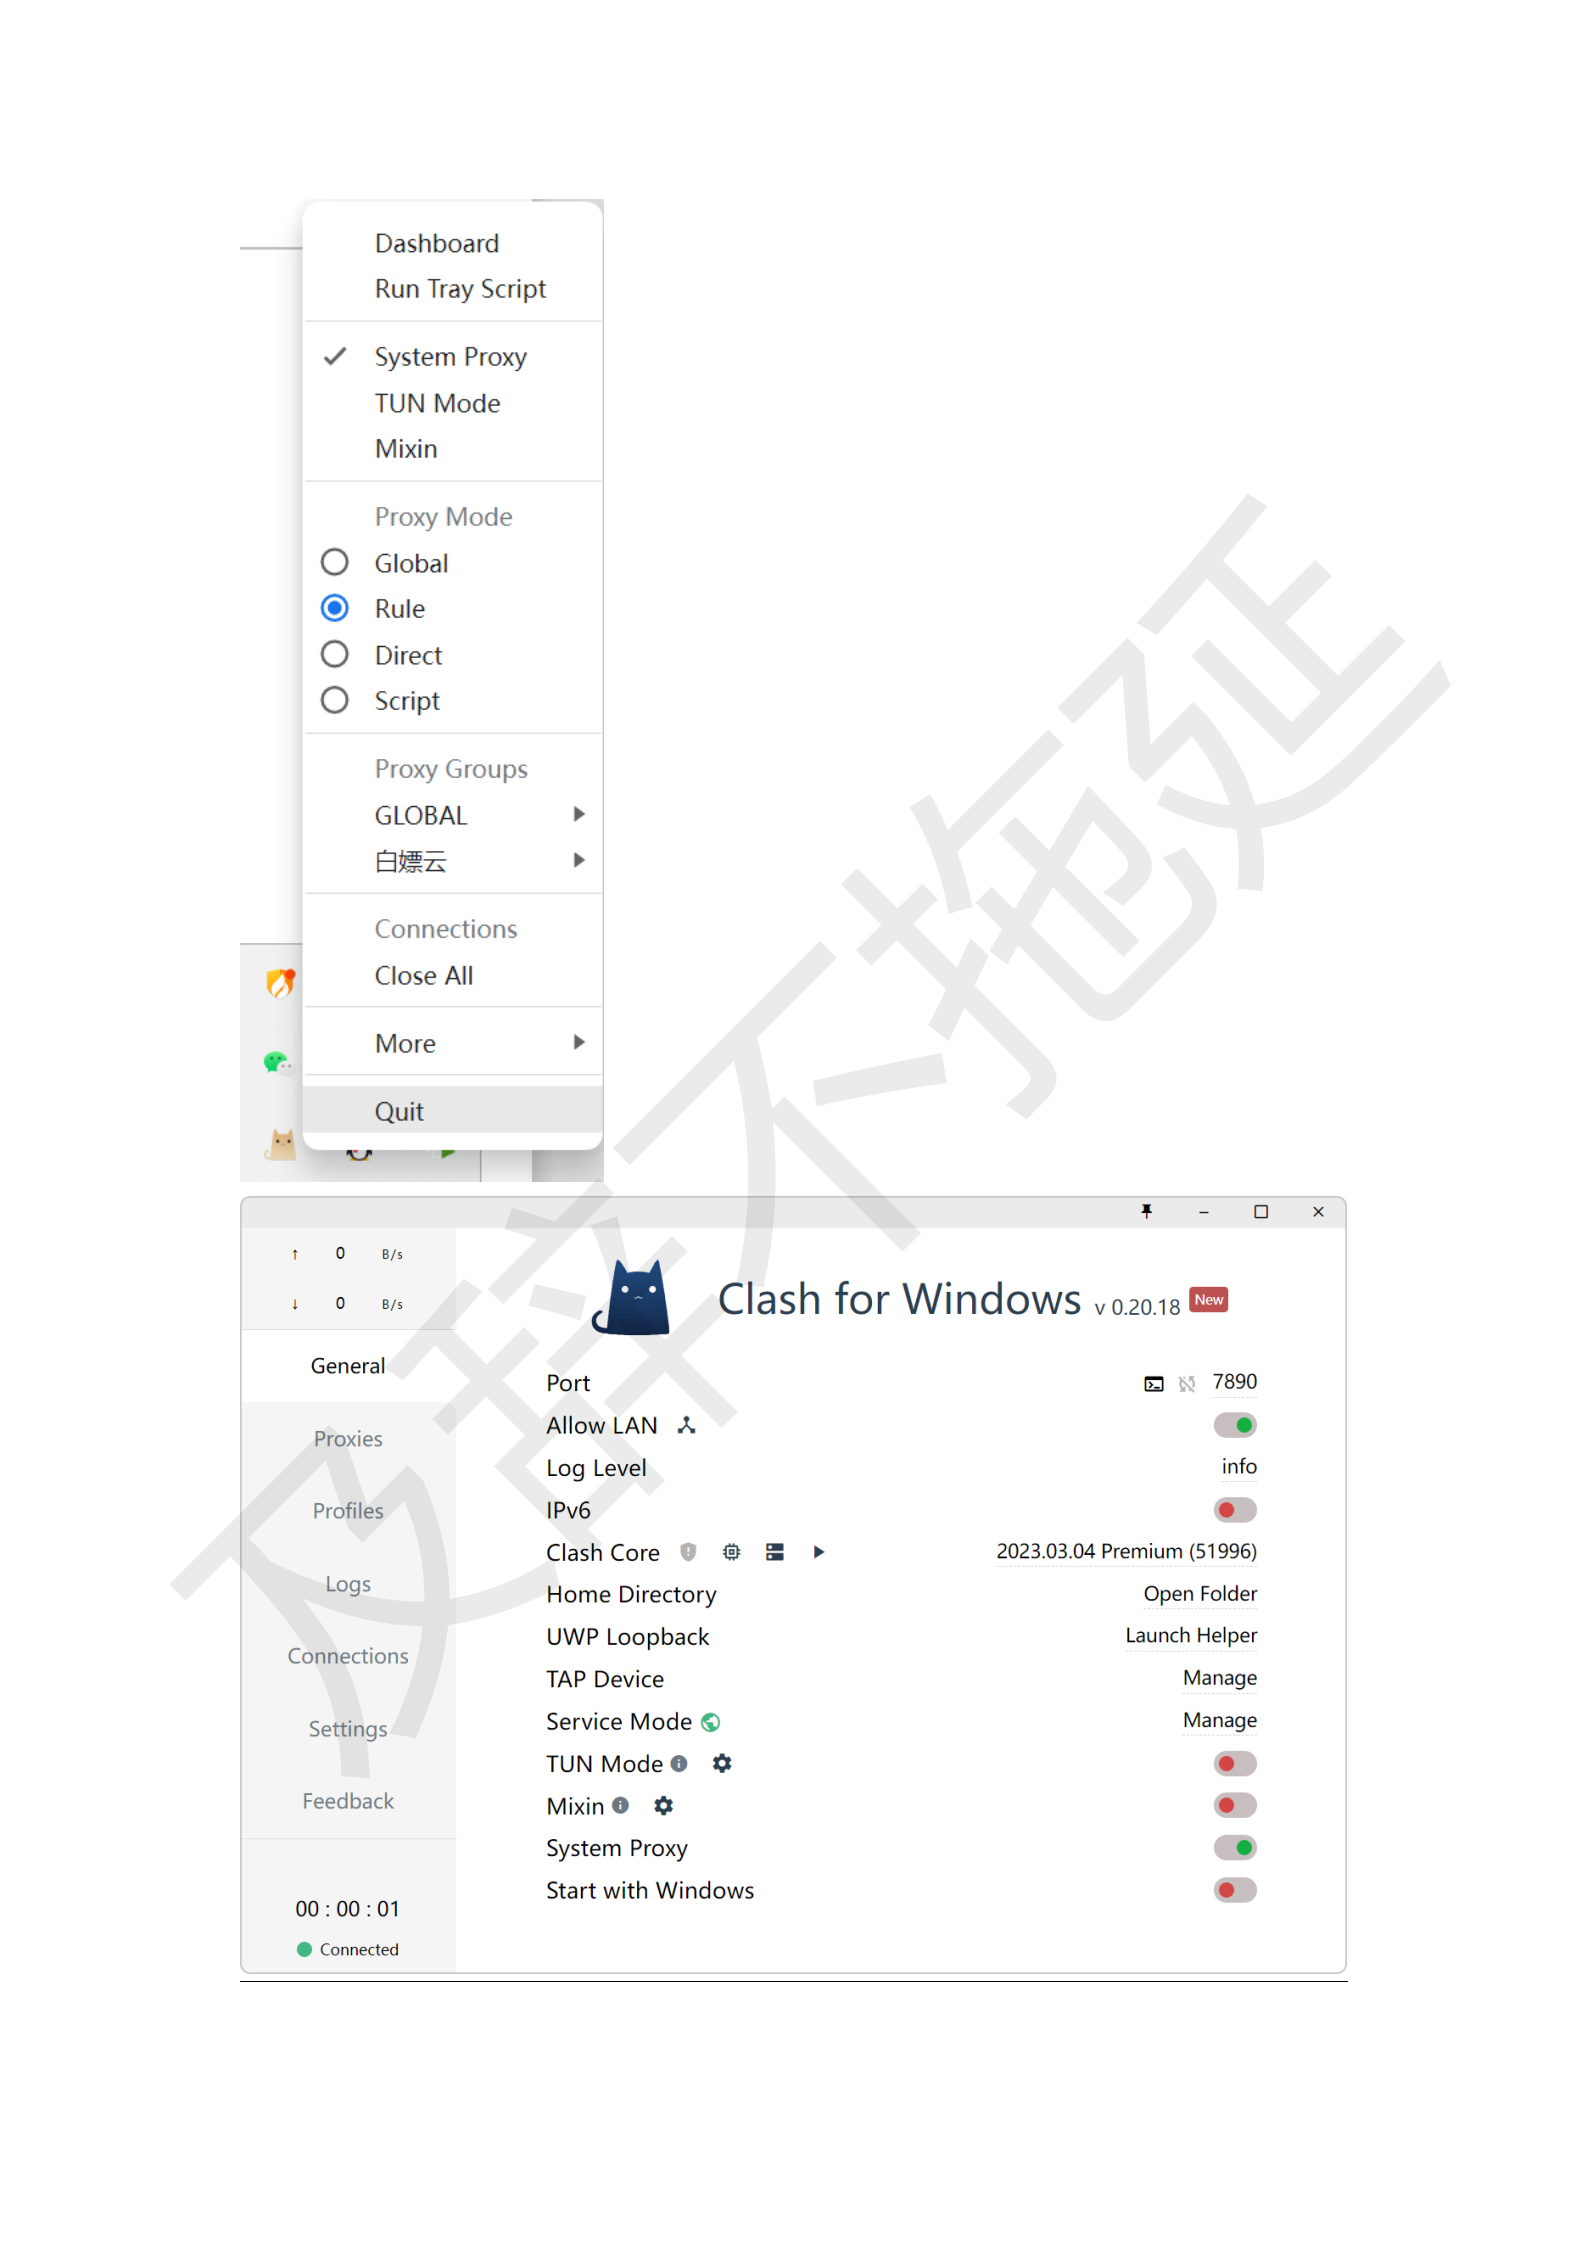 Dashboard
Run Tray Script
System Proxy
TUN Mode
Mixin
Proxy Mode
Global
Rule
Direct
Script
Proxy Groups
GLOBAL
白嫖云
Connections
Close All
More
Quit
↑ 0 B/s
↓ 0 B/s
Clash for Windows v 0.20.18 New
General
Proxies
Profiles
Logs
Connections
Settings
Feedback
00 : 00 : 01
Connected
Port 7890
Allow LAN
Log Level info
IPv6
Clash Core 2023.03.04 Premium (51996)
Home Directory Open Folder
UWP Loopback Launch Helper
TAP Device Manage
Service Mode Manage
TUN Mode
Mixin
System Proxy
Start with Windows
及辞不拖延